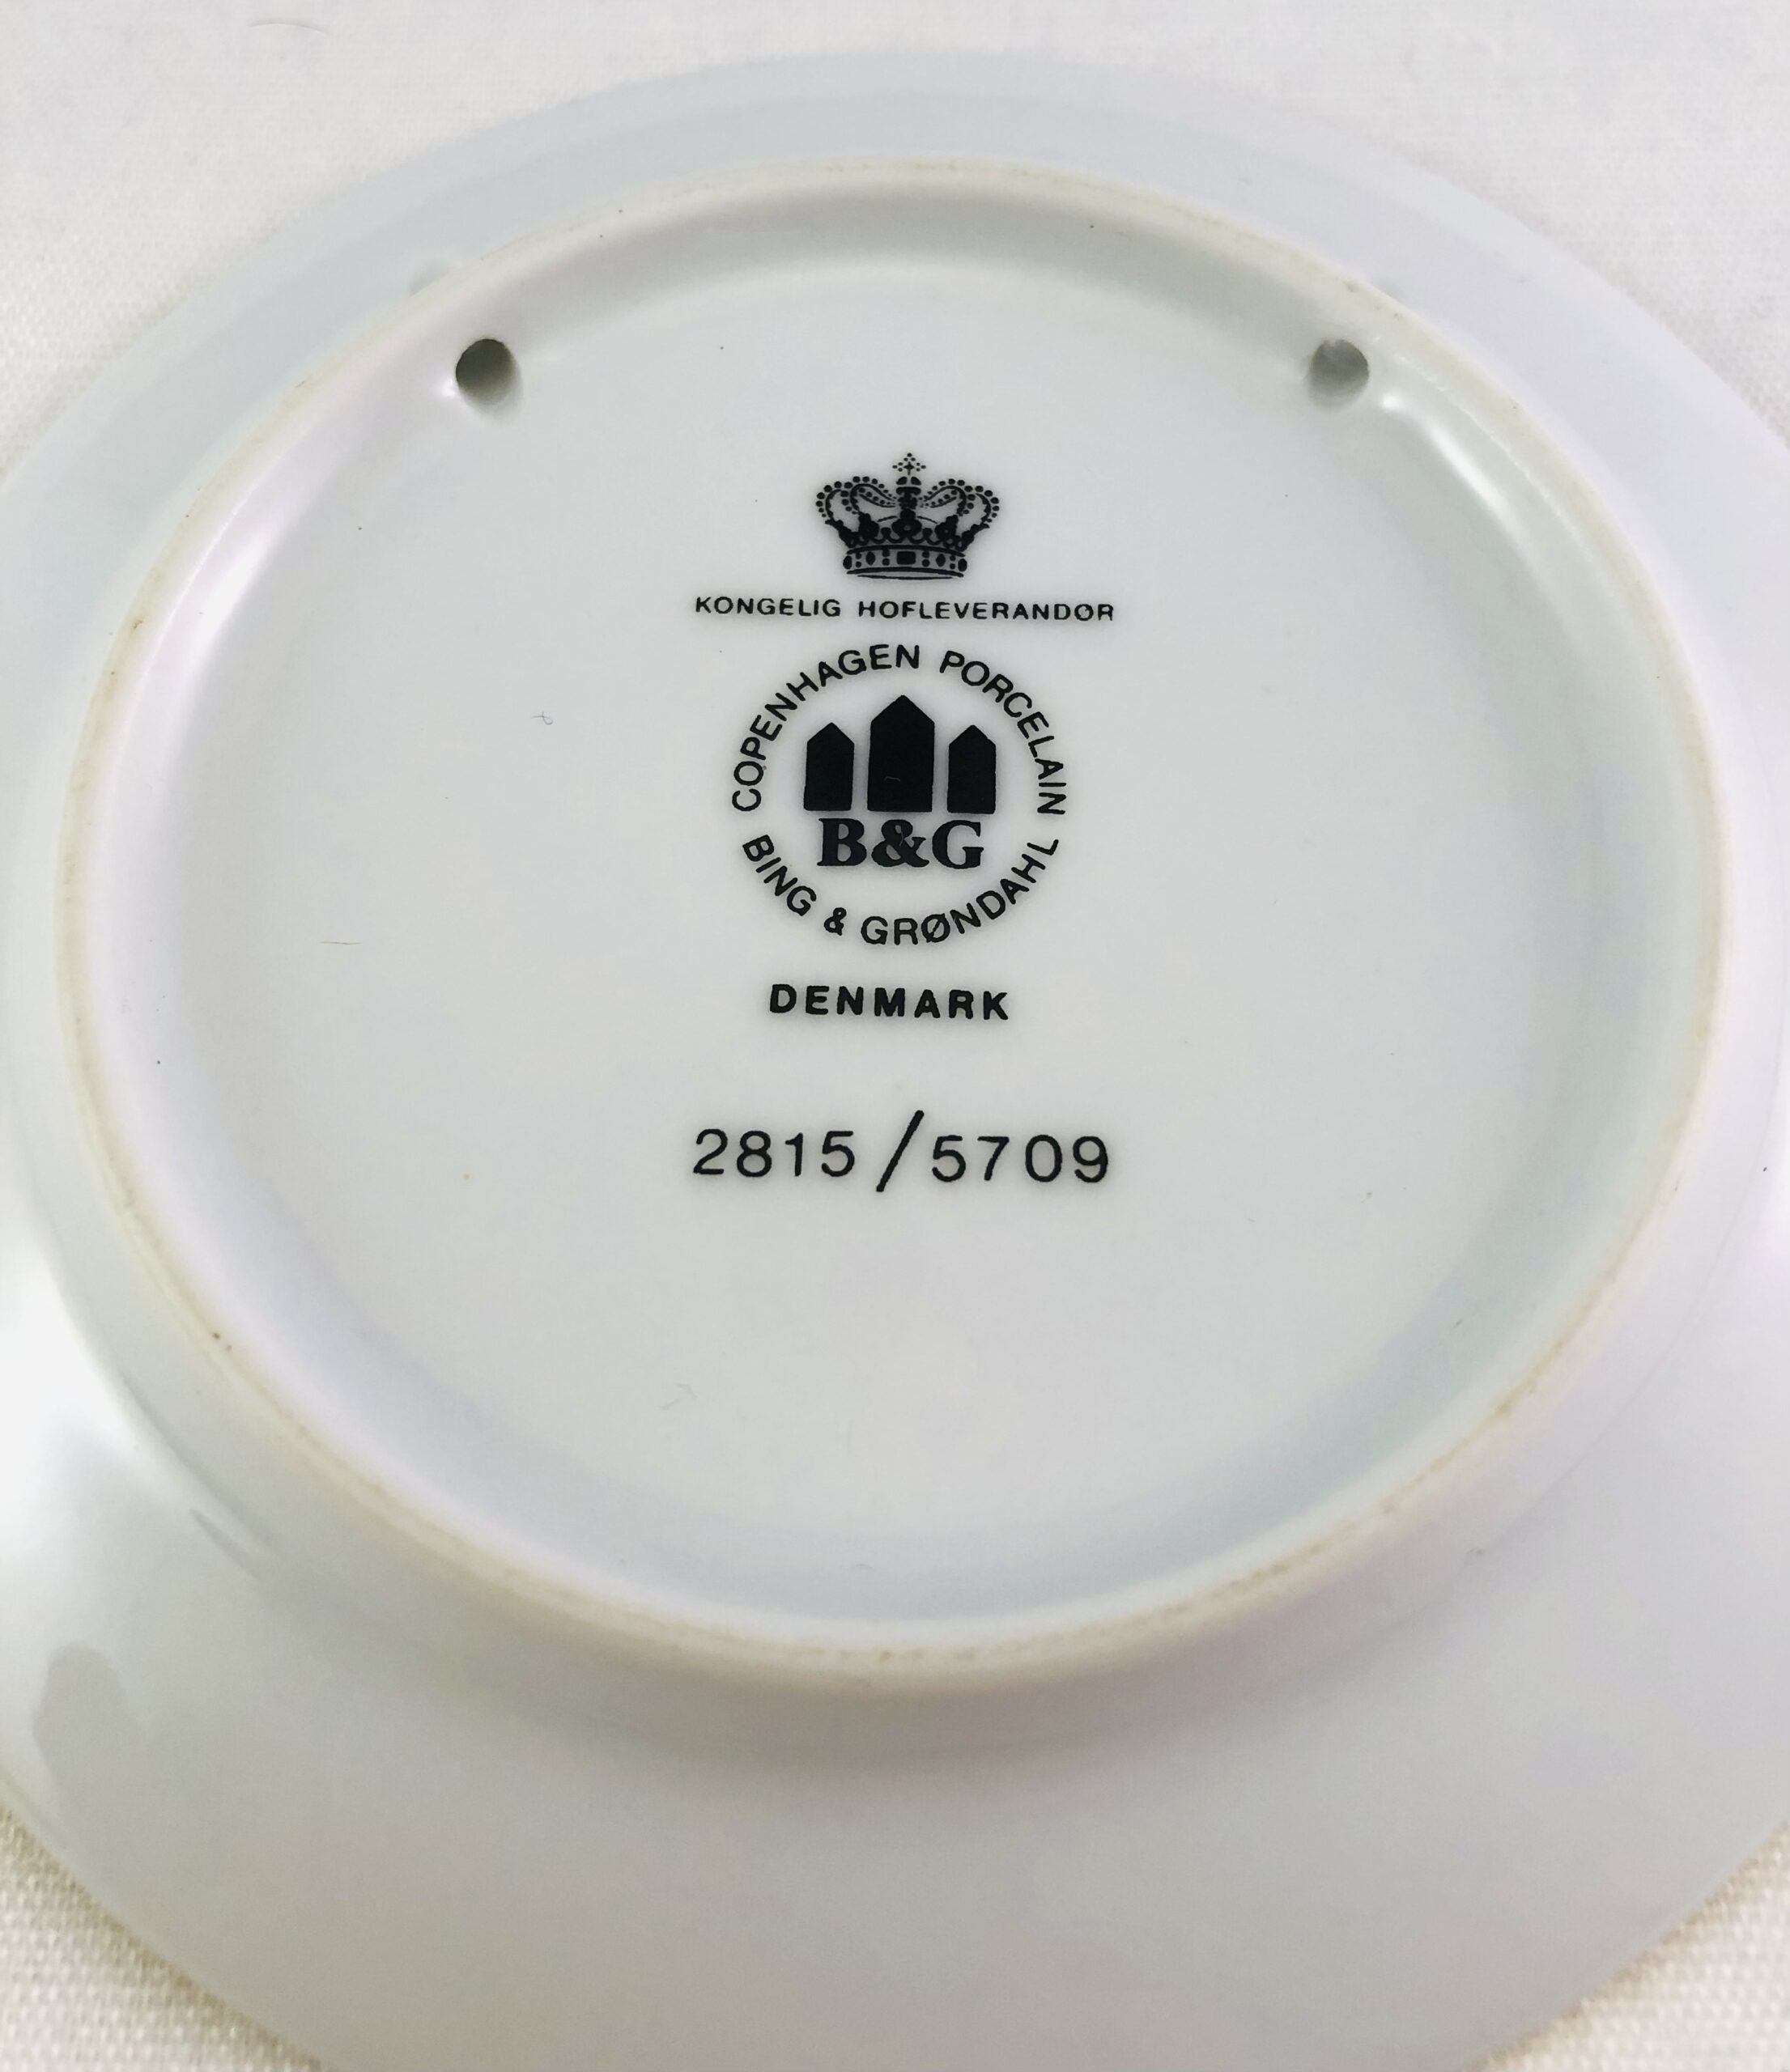 KONGELIG HOFLEVERANDØR
COPENHAGEN PORCELAIN
B&G
BING & GRØNDAHL
DENMARK
2815/5709